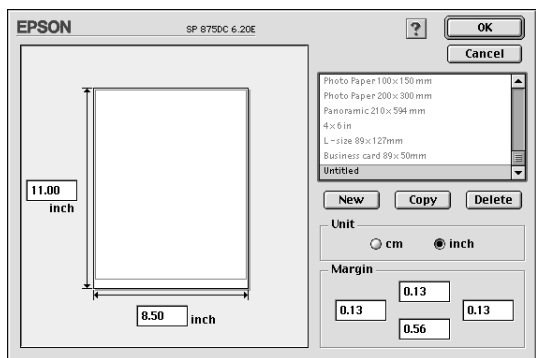 EPSON SP 875DC 6.20E
? OK
Cancel
Photo Paper 100×150 mm
Photo Paper 200×300 mm
Panoramic 210×594 mm
4×6 in
L-size 89×127mm
Business card 89×50mm
Untitled
New Copy Delete
11.00
inch
8.50 inch
Unit
cm inch
Margin
0.13
0.13 0.13
0.56